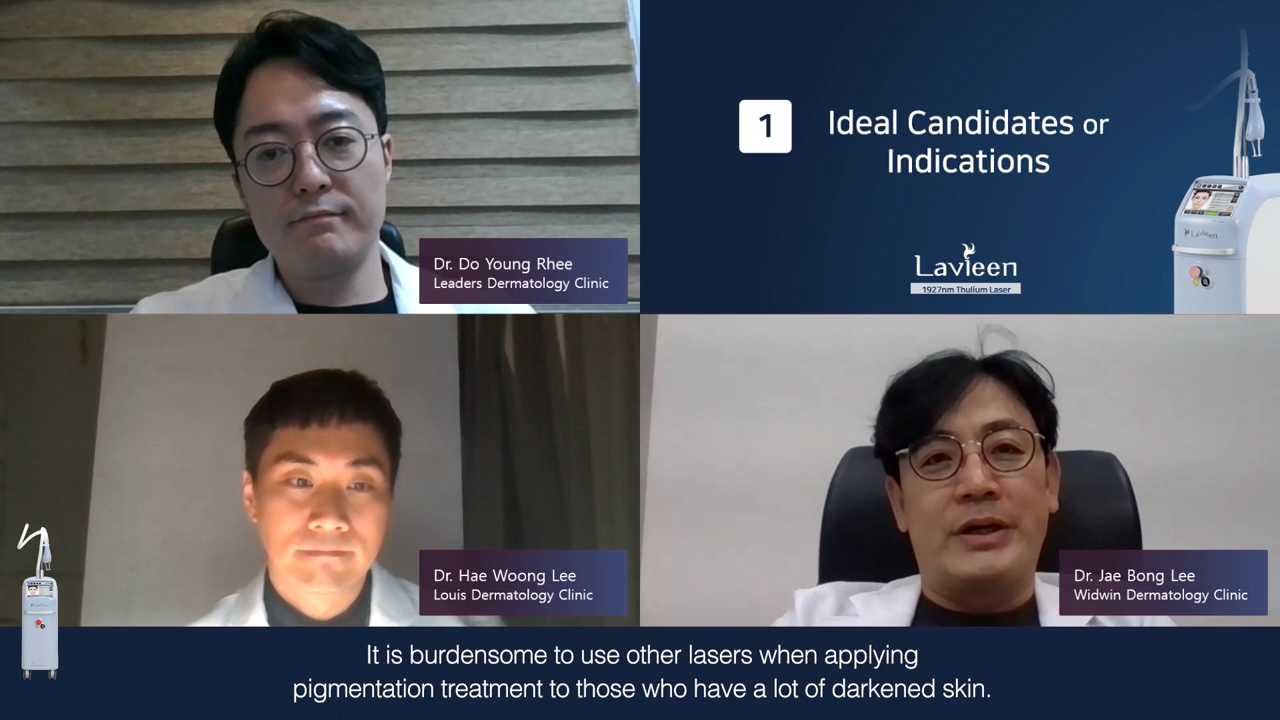 Dr. Do Young Rhee
Leaders Dermatology Clinic
1
Ideal Candidates or
Indications
Lavieen
1927nm Thulium Laser
Lavieen
Dr. Hae Woong Lee
Louis Dermatology Clinic
Dr. Jae Bong Lee
Widwin Dermatology Clinic
It is burdensome to use other lasers when applying
pigmentation treatment to those who have a lot of darkened skin.